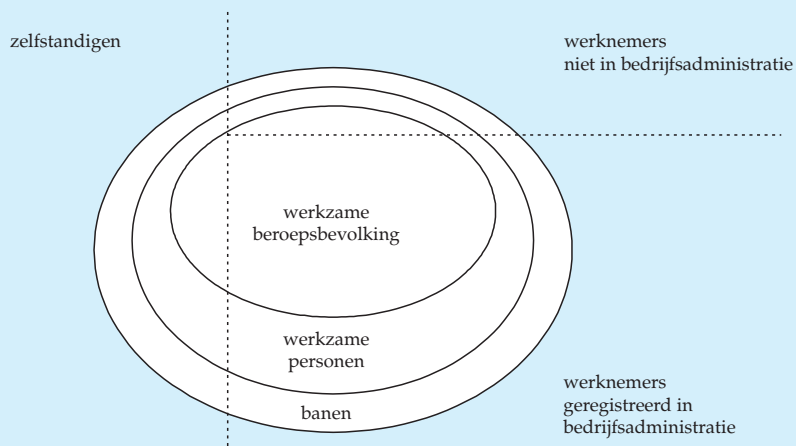 zelfstandigen
werknemers
niet in bedrijfsadministratie
werkzame
beroepsbevolking
werkzame
personen
banen
werknemers
geregistreerd in
bedrijfsadministratie